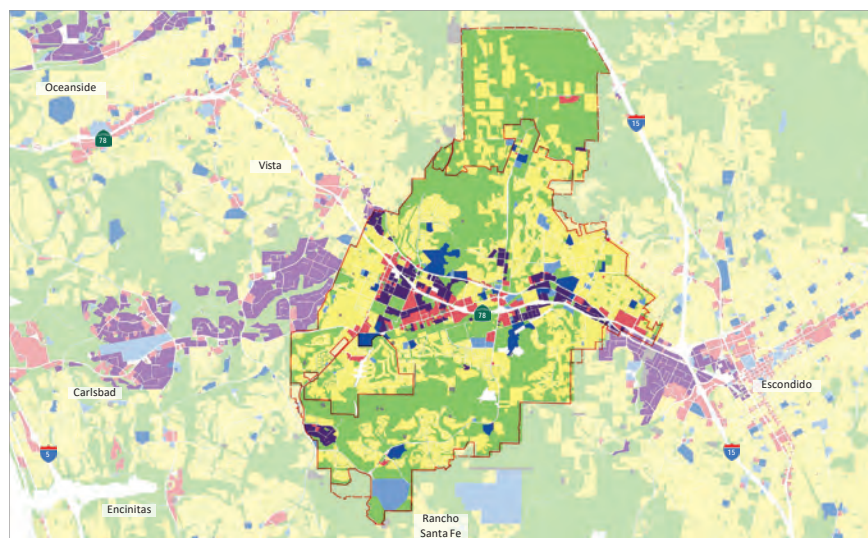 Oceanside
78
15
Vista
78
Carlsbad
Escondido
5
15
Encinitas
Rancho
Santa Fe